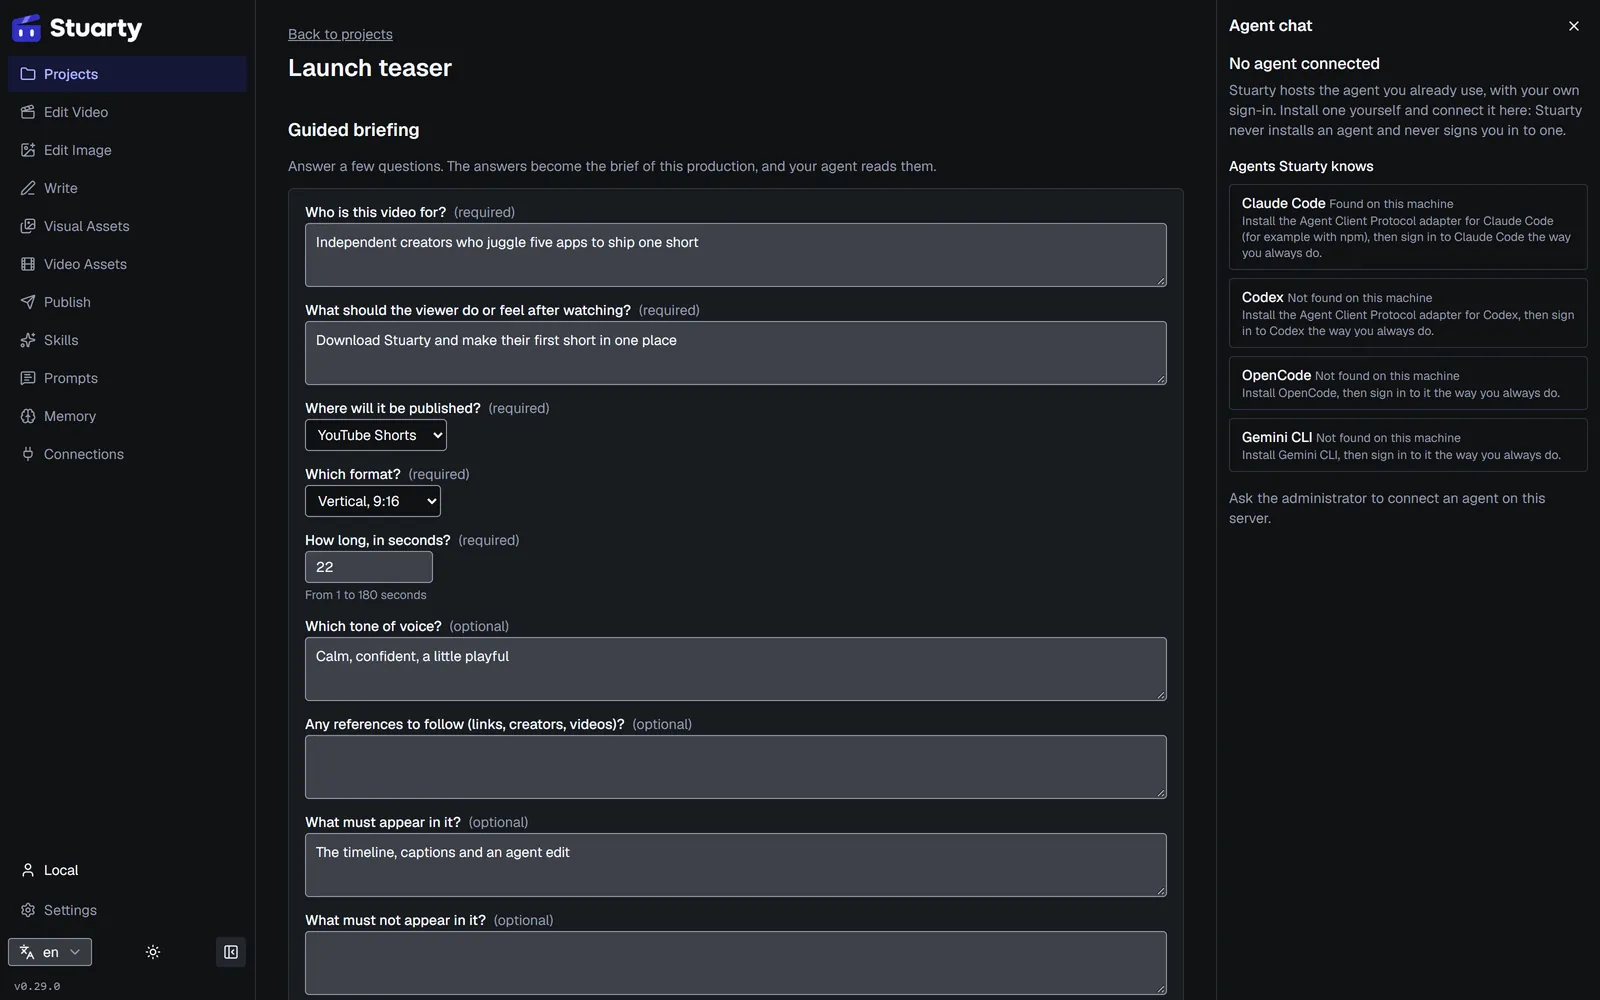 Stuarty
Projects
Edit Video
Edit Image
Write
Visual Assets
Video Assets
Publish
Skills
Prompts
Memory
Connections
Local
Settings
en
v0.29.0
Back to projects
Launch teaser
Guided briefing
Answer a few questions. The answers become the brief of this production, and your agent reads them.
Who is this video for? (required)
Independent creators who juggle five apps to ship one short
What should the viewer do or feel after watching? (required)
Download Stuarty and make their first short in one place
Where will it be published? (required)
YouTube Shorts
Which format? (required)
Vertical, 9:16
How long, in seconds? (required)
22
From 1 to 180 seconds
Which tone of voice? (optional)
Calm, confident, a little playful
Any references to follow (links, creators, videos)? (optional)
What must appear in it? (optional)
The timeline, captions and an agent edit
What must not appear in it? (optional)
Agent chat
No agent connected
Stuarty hosts the agent you already use, with your own
sign-in. Install one yourself and connect it here: Stuarty
never installs an agent and never signs you in to one.
Agents Stuarty knows
Claude Code Found on this machine
Install the Agent Client Protocol adapter for Claude Code
(for example with npm), then sign in to Claude Code the way
you always do.
Codex Not found on this machine
Install the Agent Client Protocol adapter for Codex, then sign
in to Codex the way you always do.
OpenCode Not found on this machine
Install OpenCode, then sign in to it the way you always do.
Gemini CLI Not found on this machine
Install Gemini CLI, then sign in to it the way you always do.
Ask the administrator to connect an agent on this
server.